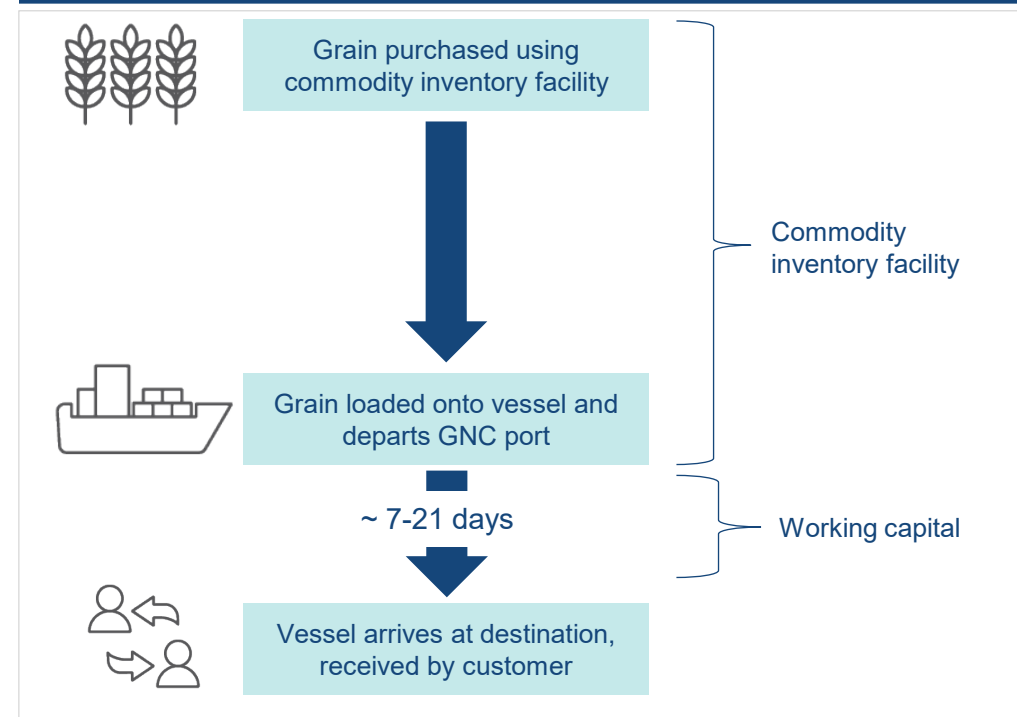 Grain purchased using
commodity inventory facility
Commodity
inventory facility
Grain loaded onto vessel and
departs GNC port
~ 7-21 days
Working capital
Vessel arrives at destination,
received by customer